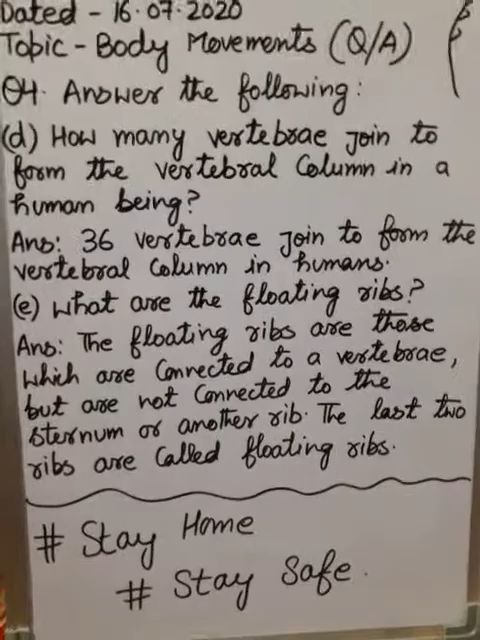 Dated - 16.07.2020
Topic - Body Movements (Q/A)
Q4. Answer the following:
(d) How many vertebrae join to
form the vertebral column in a
human being?
Ans: 36 vertebrae join to form the
vertebral column in humans.
(e) What are the floating ribs?
Ans: The floating ribs are those
which are connected to a vertebrae,
but are not connected to the
sternum or another rib. The last two
ribs are called floating ribs.
# Stay Home
# Stay Safe.